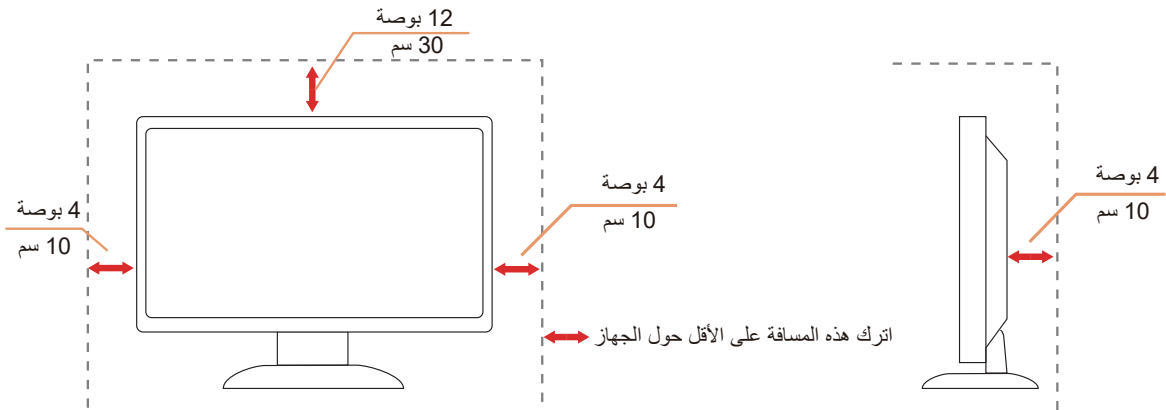 12 بوصة
30 سم
4 بوصة
10 سم
4 بوصة
10 سم
4 بوصة
10 سم
اترك هذه المسافة على الأقل حول الجهاز